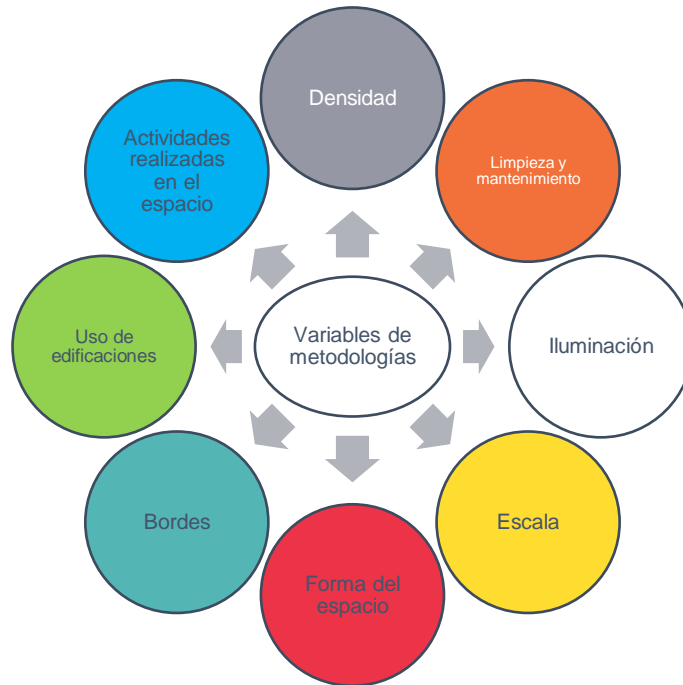 Densidad
Actividades
realizadas
en el
espacio
Limpieza y
mantenimiento
Uso de
edificaciones
Variables de
metodologías
Iluminación
Bordes
Escala
Forma del
espacio